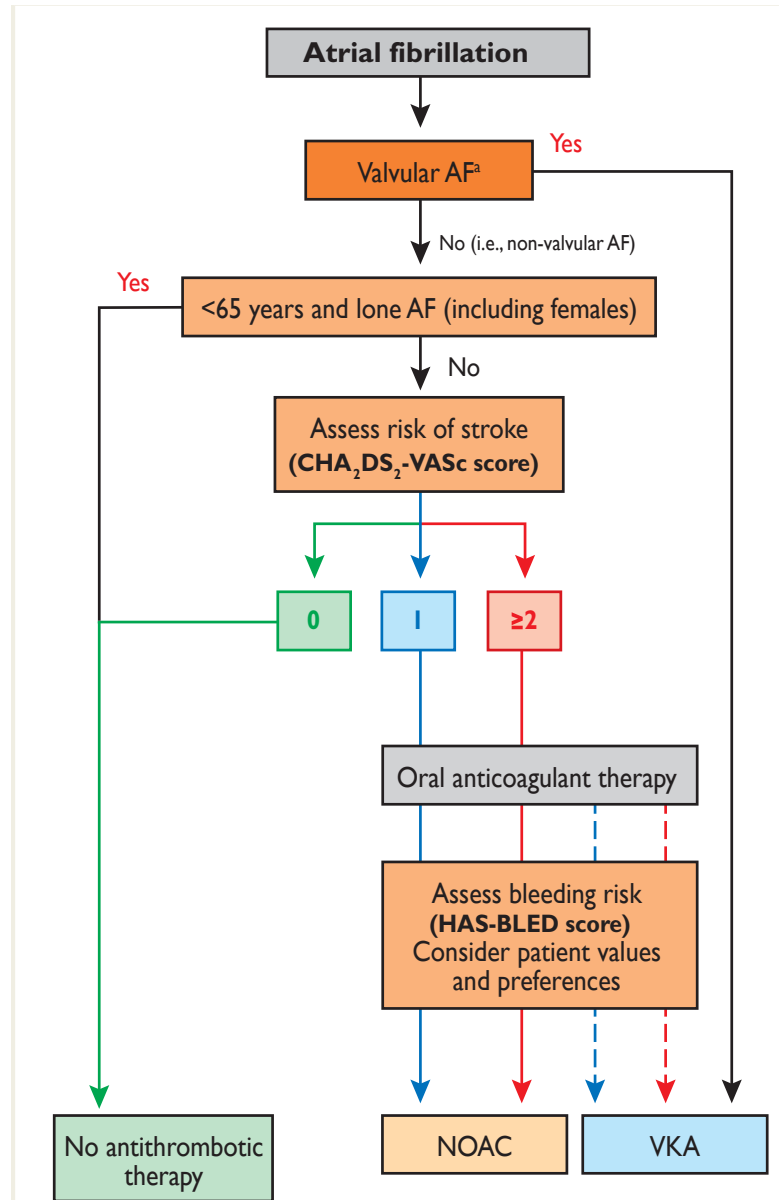 Atrial fibrillation
Yes
Valvular AFᵃ
No (i.e., non-valvular AF)
Yes
<65 years and lone AF (including females)
No
Assess risk of stroke
(CHA₂DS₂-VASc score)
0
1
≥2
Oral anticoagulant therapy
Assess bleeding risk
(HAS-BLED score)
Consider patient values
and preferences
No antithrombotic
therapy
NOAC
VKA